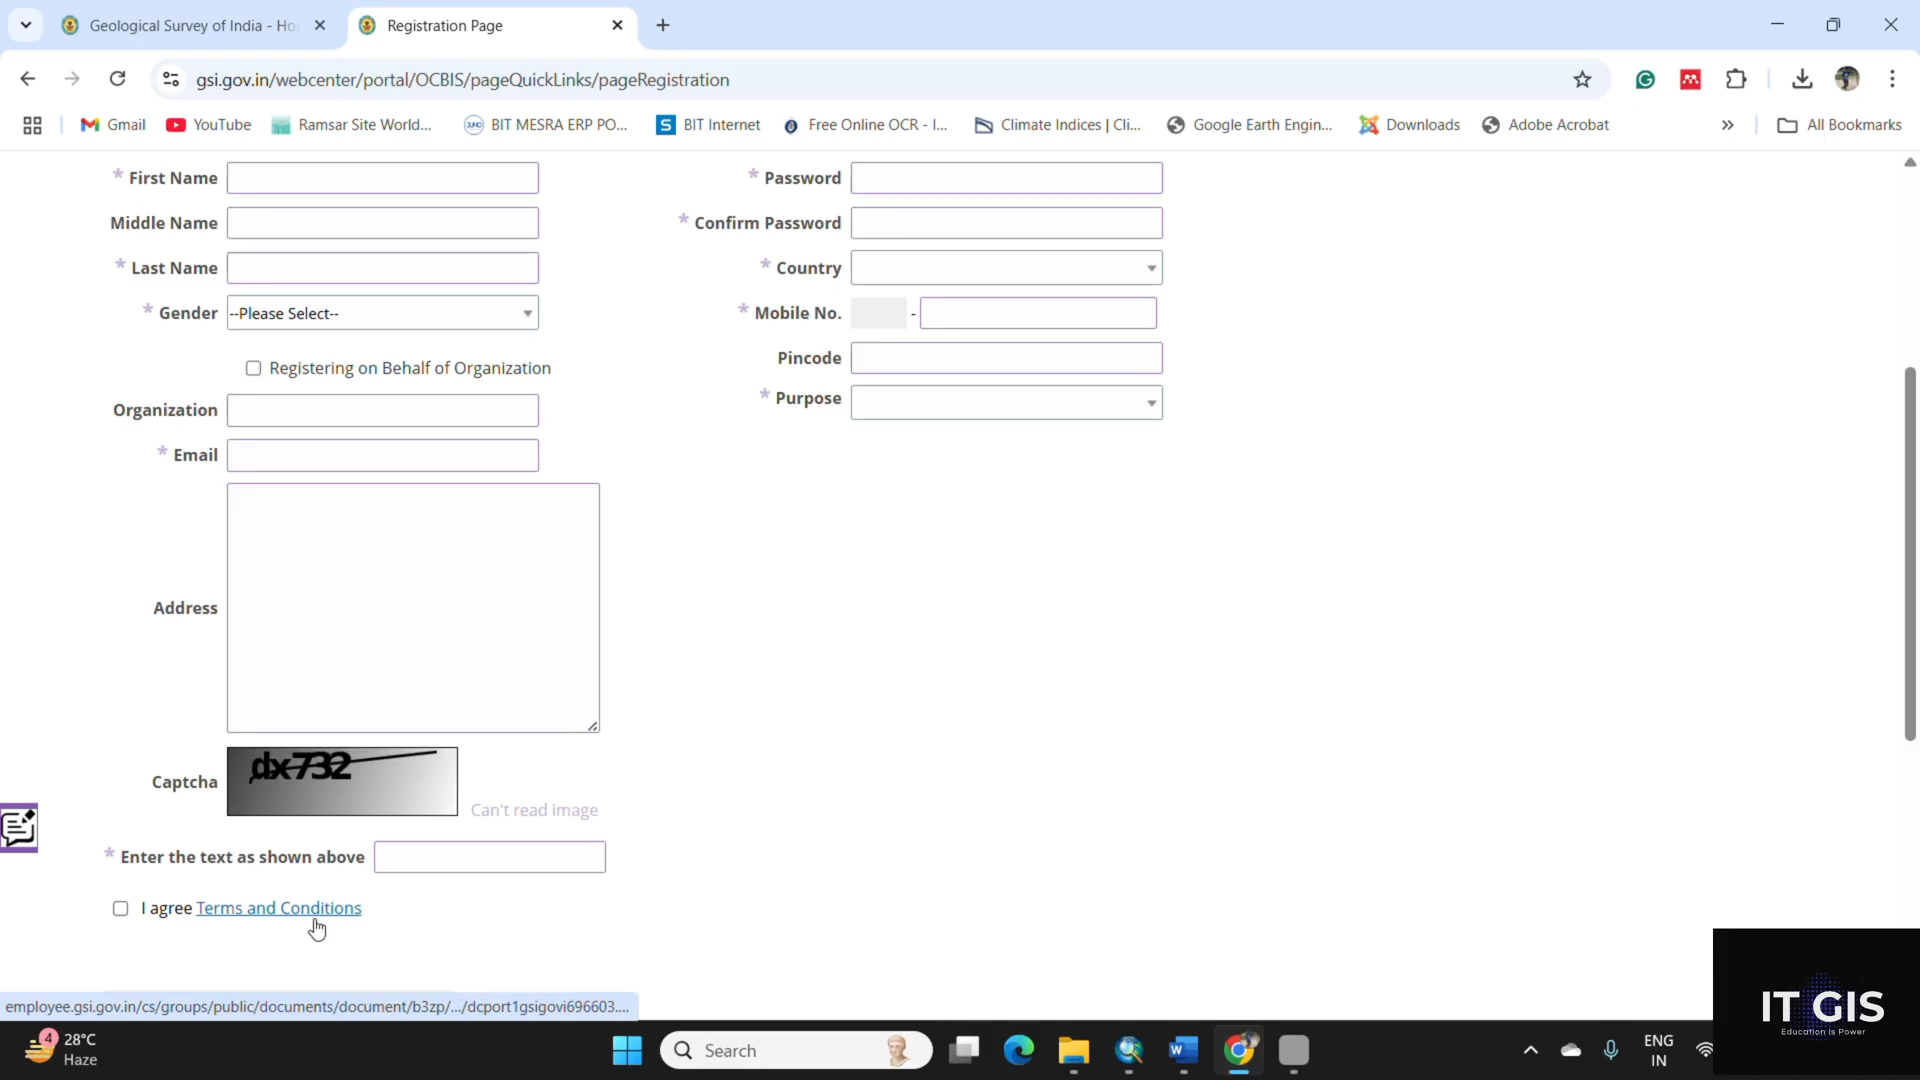 Geological Survey of India - Ho
Registration Page
gsi.gov.in/webcenter/portal/OCBIS/pageQuickLinks/pageRegistration
Gmail
YouTube
Ramsar Site World...
BIT MESRA ERP PO...
S
BIT Internet
Free Online OCR - I...
Climate Indices | Cli...
Google Earth Engin...
Downloads
Adobe Acrobat
»
All Bookmarks
* First Name
* Password
Middle Name
* Confirm Password
* Last Name
* Country
* Gender
--Please Select--
* Mobile No.
-
Pincode
Registering on Behalf of Organization
* Purpose
Organization
* Email
Address
Captcha
dx732
Can't read image
* Enter the text as shown above
I agree Terms and Conditions
employee.gsi.gov.in/cs/groups/public/documents/document/b3zp/.../dcport1gsigovi696603....
4
28°C
Haze
Search
W
ENG
IN
IT GIS
Education is Power